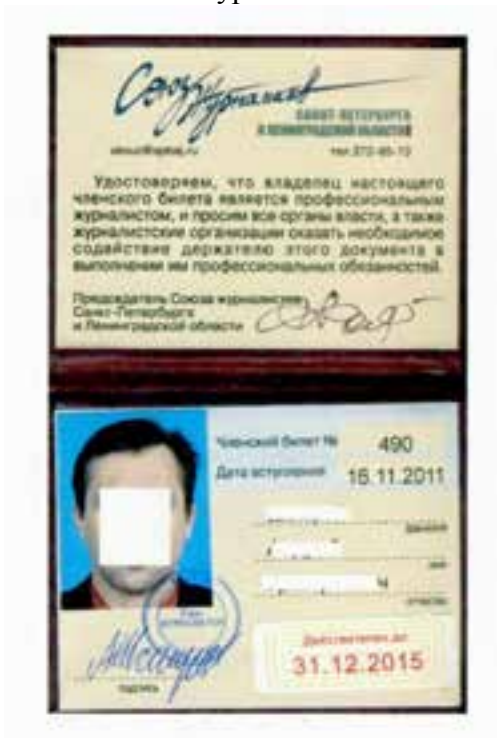 Союз журналистов
САНКТ-ПЕТЕРБУРГА
И ЛЕНИНГРАДСКОЙ ОБЛАСТИ
тел.272-85-72
Удостоверяем, что владелец настоящего
членского билета является профессиональным
журналистом, и просим все органы власти, а также
журналистские организации оказать необходимое
содействие держателю этого документа в
выполнении им профессиональных обязанностей.
Председатель Союза журналистов
Санкт-Петербурга
и Ленинградской области
Членский билет № 490
Дата вступления 16.11.2011
фамилия
имя
отчество
Действителен до
31.12.2015
подпись